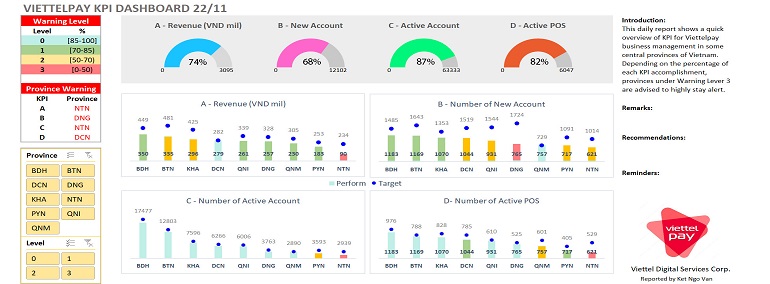 VIETTELPAY KPI DASHBOARD 22/11
Warning Level
Level %
0 [85-100]
1 [70-85)
2 [50-70)
3 [0-50)
Province Warning
KPI Province
A NTN
B DNG
C NTN
D DCN
Province
BDH BTN
DCN DNG
KHA NTN
PYN QNI
QNM
Level
0 1
2 3
A - Revenue (VND mil)
74%
0 3095
B - New Account
68%
0 12102
C - Active Account
87%
0 63333
D - Active POS
82%
0 6047
A - Revenue (VND mil)
449 481 425 282 339 328 305 253 234
350 335 296 279 261 257 230 183 90
BDH BTN KHA DCN QNI DNG QNM PYN NTN
B - Number of New Account
1485 1643 1353 1519 1544 1724 729 1091 1014
1183 1169 1070 1044 931 765 757 717 621
BDH BTN KHA DCN QNI DNG QNM PYN NTN
Perform Target
C - Number of Active Account
17477 12803 7596 6266 6006 3763 2890 3593 2939
BDH BTN KHA DCN QNI DNG QNM PYN NTN
D- Number of Active POS
976 788 828 785 610 525 601 405 529
1183 1169 1070 1044 931 765 757 717 621
BDH BTN KHA DCN QNI DNG QNM PYN NTN
Introduction:
This daily report shows a quick
overview of KPI for Viettelpay
business management in some
central provinces of Vietnam.
Depending on the percentage of
each KPI accomplishment,
provinces under Warning Lever 3
are advised to highly stay alert.
Remarks:
Recommendations:
Reminders:
viettel
pay
Viettel Digital Services Corp.
Reported by Ket Ngo Van